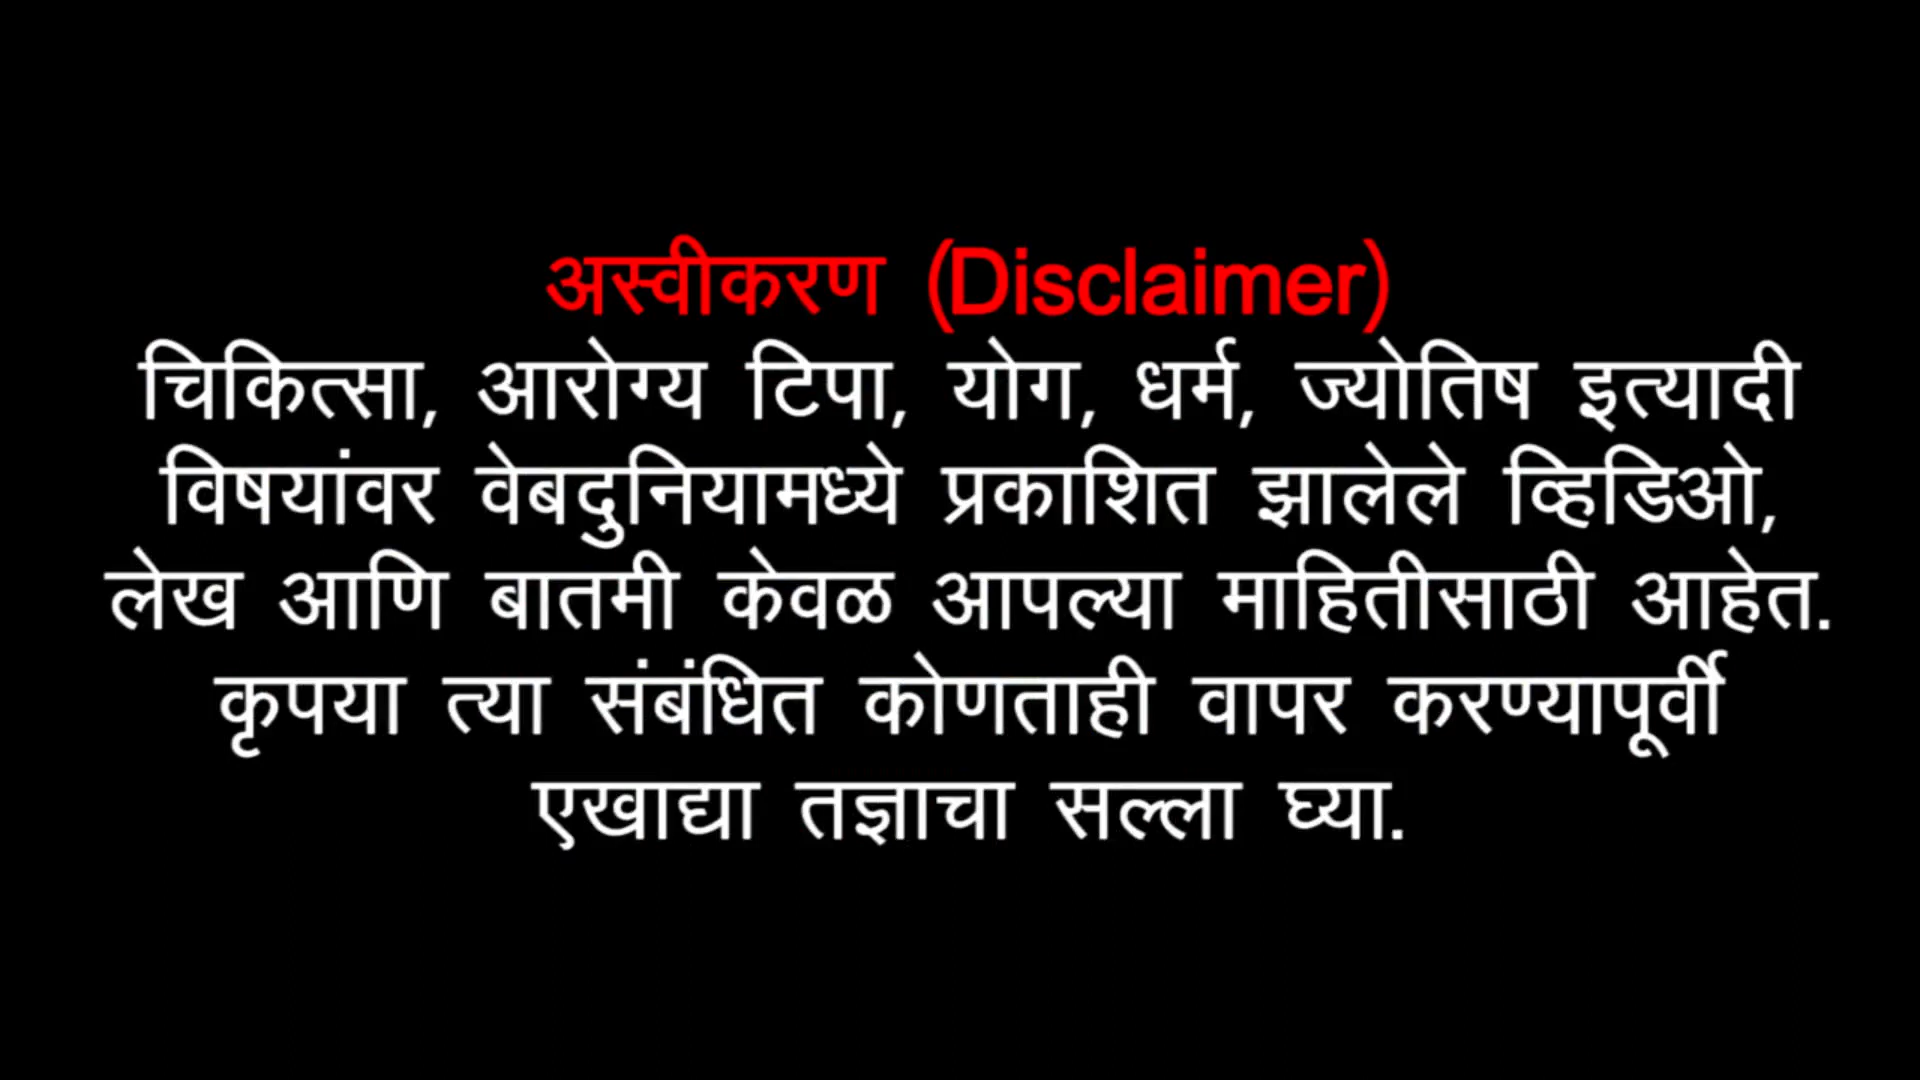 अस्वीकरण (Disclaimer)
चिकित्सा, आरोग्य टिपा, योग, धर्म, ज्योतिष इत्यादी
विषयांवर वेबदुनियामध्ये प्रकाशित झालेले व्हिडिओ,
लेख आणि बातमी केवळ आपल्या माहितीसाठी आहेत.
कृपया त्या संबंधित कोणताही वापर करण्यापूर्वी
एखाद्या तज्ञाचा सल्ला घ्या.